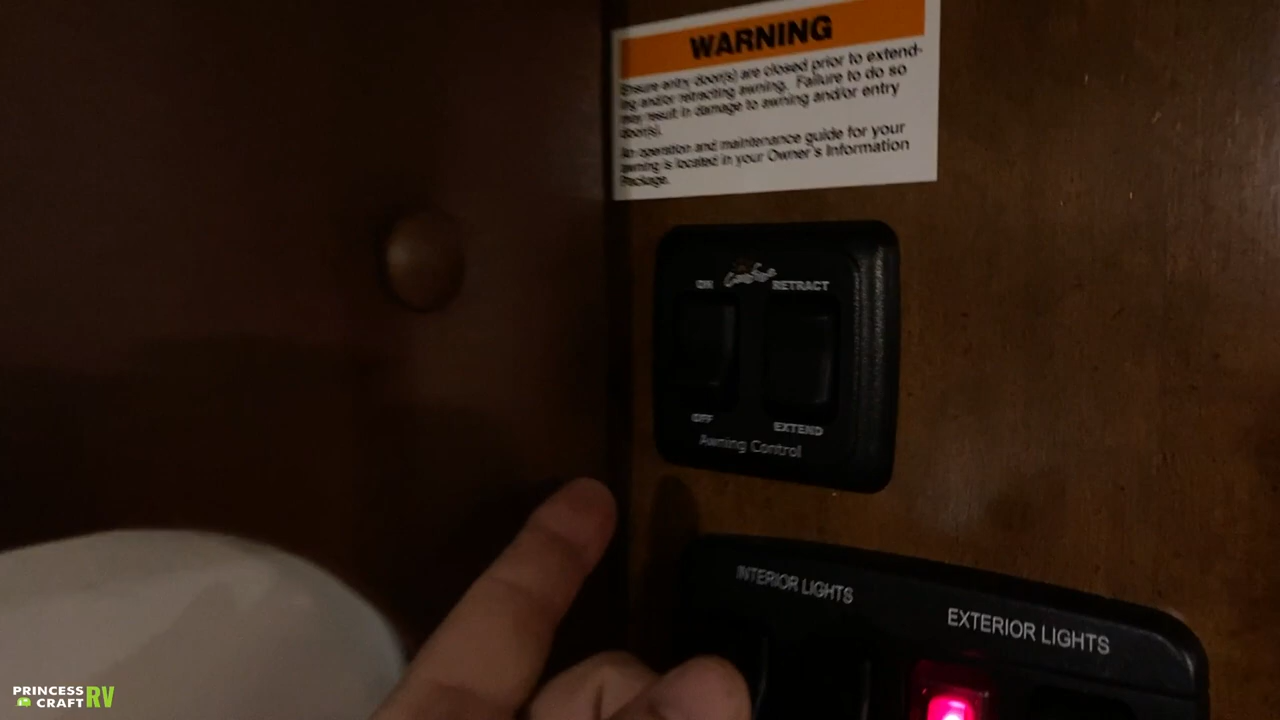 WARNING
Ensure entry door(s) are closed prior to extend-
ing and/or retracting awning. Failure to do so
may result in damage to awning and/or entry
door(s).
An operation and maintenance guide for your
awning is located in your Owner's Information
Package.
ON RETRACT
OFF EXTEND
Awning Control
INTERIOR LIGHTS
EXTERIOR LIGHTS
PRINCESS
CRAFT RV